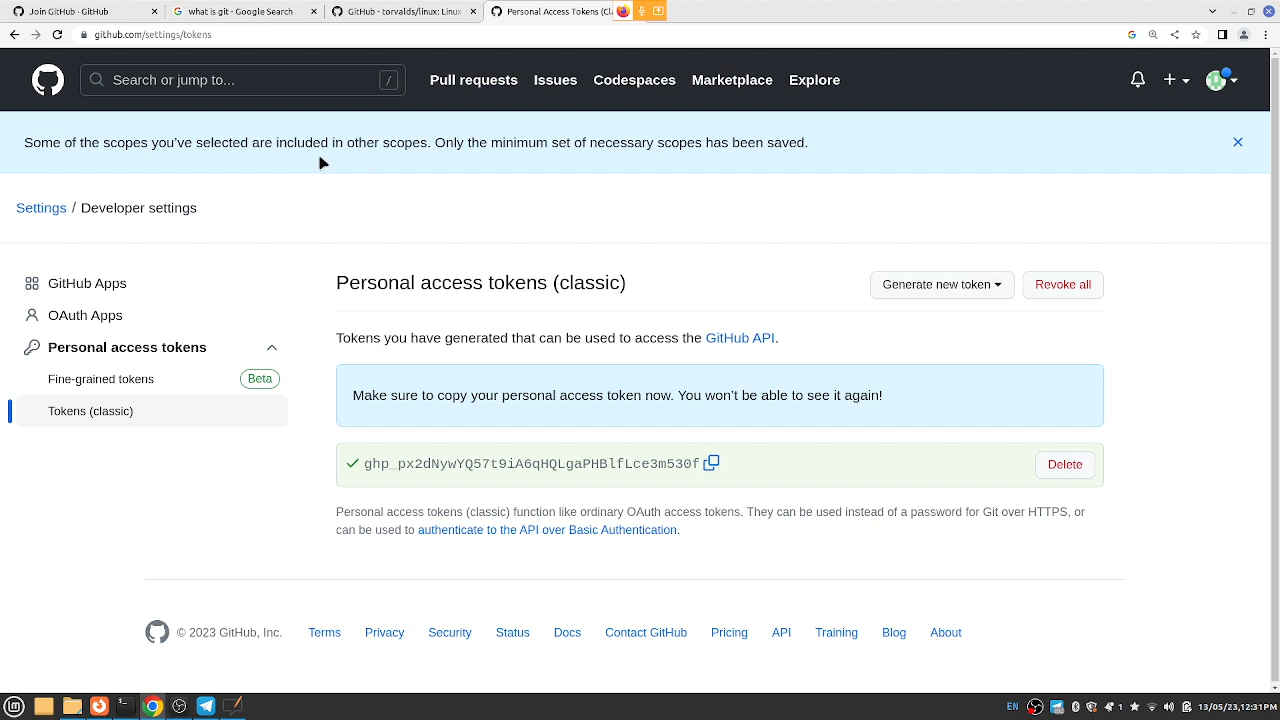 Join GitHub · GitHub
what is git - Google Search
GitHub - torvalds/linux: Linux
Personal Access Tokens (Cla
github.com/settings/tokens
Search or jump to... /
Pull requests Issues Codespaces Marketplace Explore
Some of the scopes you’ve selected are included in other scopes. Only the minimum set of necessary scopes has been saved.
Settings / Developer settings
GitHub Apps
OAuth Apps
Personal access tokens
Fine-grained tokens Beta
Tokens (classic)
Personal access tokens (classic)
Generate new token Revoke all
Tokens you have generated that can be used to access the GitHub API.
Make sure to copy your personal access token now. You won’t be able to see it again!
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
Delete
Personal access tokens (classic) function like ordinary OAuth access tokens. They can be used instead of a password for Git over HTTPS, or
can be used to authenticate to the API over Basic Authentication.
© 2023 GitHub, Inc. Terms Privacy Security Status Docs Contact GitHub Pricing API Training Blog About
EN 1 13/05/23,12:31PM